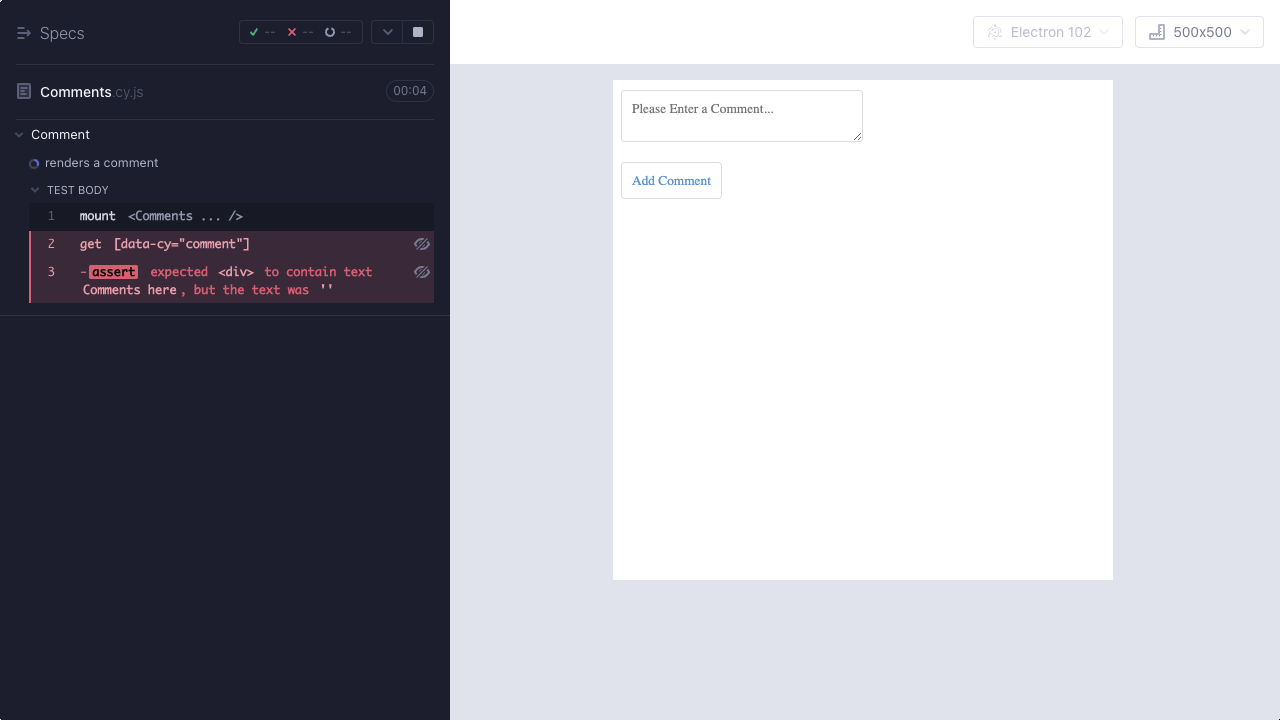 Specs
-- -- --
Comments.cy.js
00:04
Comment
renders a comment
TEST BODY
1 mount <Comments ... />
2 get [data-cy="comment"]
3 -assert expected <div> to contain text
Comments here, but the text was ''
Electron 102
500x500
Please Enter a Comment...
Add Comment